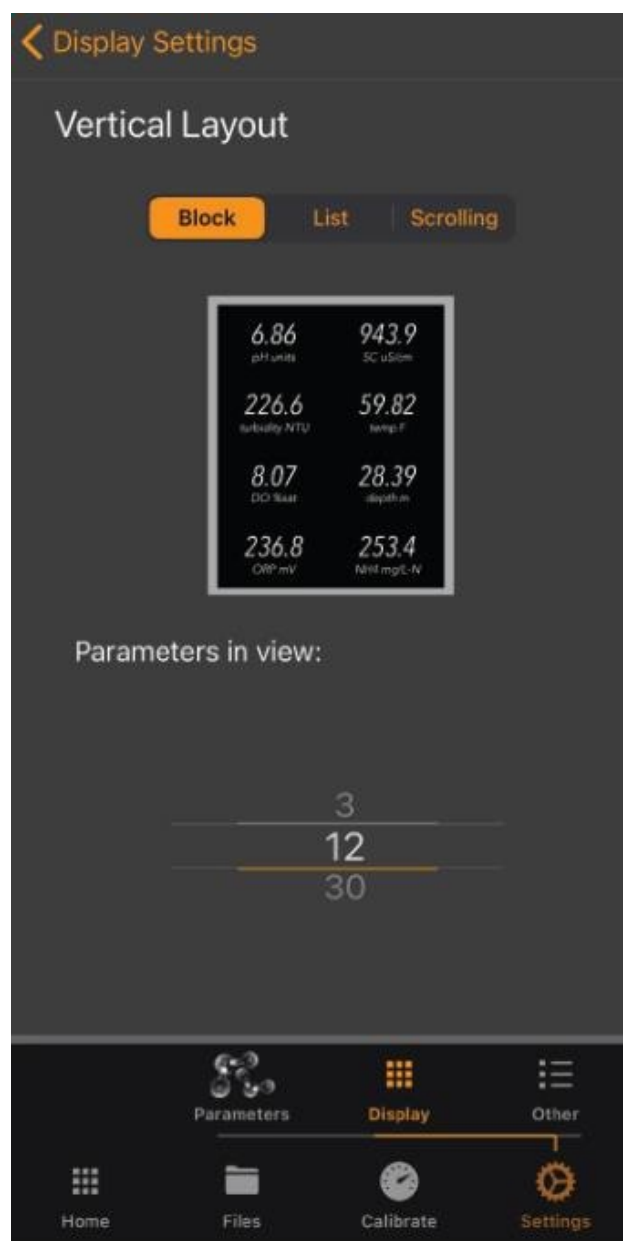 Display Settings
Vertical Layout
Block List Scrolling
6.86 943.9
pH units SC uS/cm
226.6 59.82
turbidity NTU temp F
8.07 28.39
DO %sat depth m
236.8 253.4
ORP mV NH4 mg/L-N
Parameters in view:
3
12
30
Parameters Display Other
Home Files Calibrate Settings